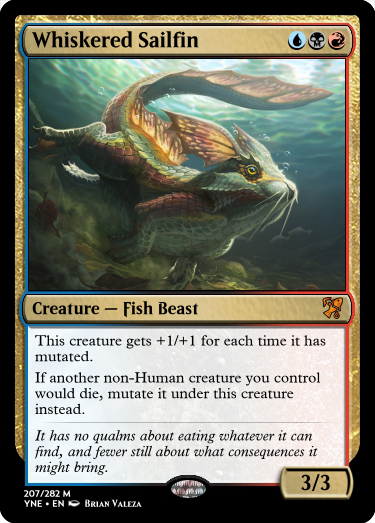 Whiskered Sailfin
Creature — Fish Beast
This creature gets +1/+1 for each time it has
mutated.
If another non-Human creature you control
would die, mutate it under this creature
instead.
It has no qualms about eating whatever it can
find, and fewer still about what consequences it
might bring.
3/3
207/282 M
YNE • EN Brian Valeza